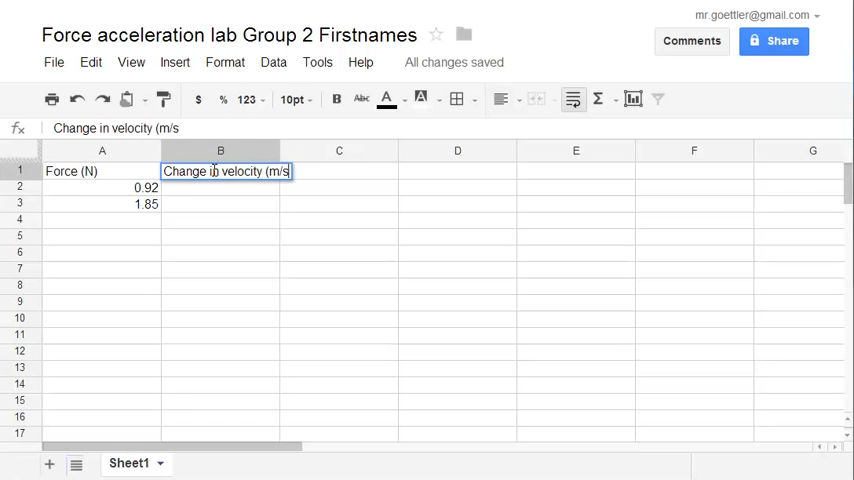 mr.goettler@gmail.com
Force acceleration lab Group 2 Firstnames
Comments
Share
File Edit View Insert Format Data Tools Help All changes saved
$ % 123 10pt B Abc A A Σ
fx Change in velocity (m/s
A B C D E F G
1 Force (N) Change in velocity (m/s
2 0.92
3 1.85
4
5
6
7
8
9
10
11
12
13
14
15
16
17
Sheet1